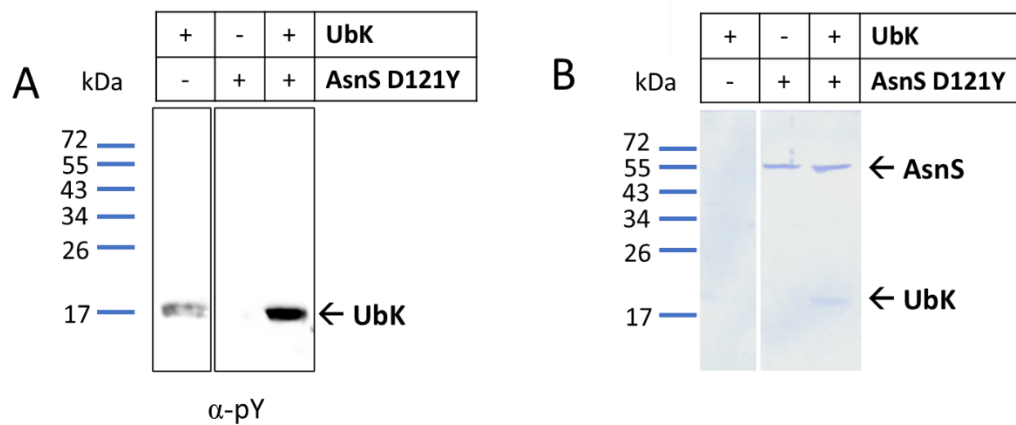 A
kDa
+ - + UbK
- + + AsnS D121Y
72
55
43
34
26
17
← UbK
α-pY
B
kDa
+ - + UbK
- + + AsnS D121Y
72
55
43
34
26
17
← AsnS
← UbK